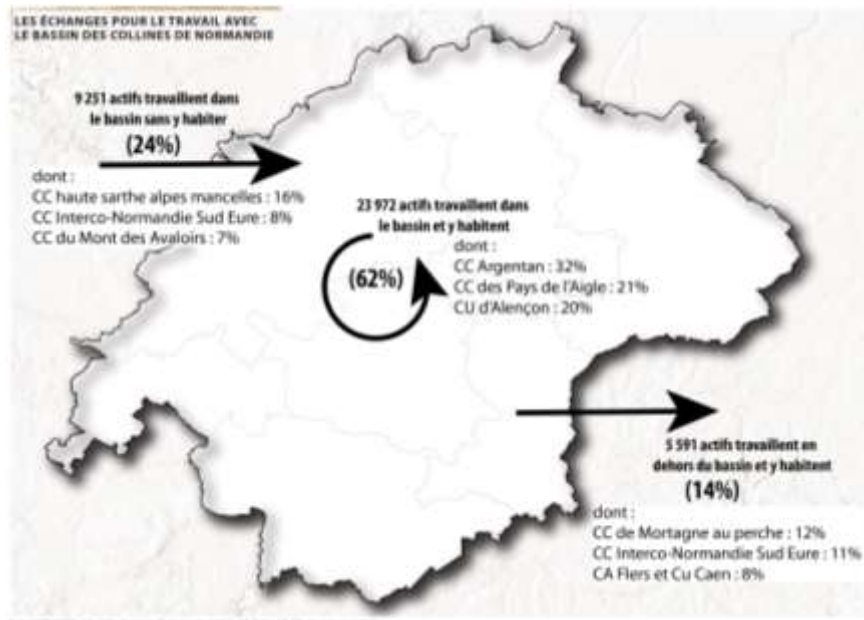 LES ÉCHANGES POUR LE TRAVAIL AVEC
LE BASSIN DES COLLINES DE NORMANDIE
9 251 actifs travaillent dans
le bassin sans y habiter
(24%)
dont :
CC haute sarthe alpes mancelles : 16%
CC Interco-Normandie Sud Eure : 8%
CC du Mont des Avaloirs : 7%
23 972 actifs travaillent dans
le bassin et y habitent
(62%)
dont :
CC Argentan : 32%
CC des Pays de l'Aigle : 21%
CU d'Alençon : 20%
5 591 actifs travaillent en
dehors du bassin et y habitent
(14%)
dont :
CC de Mortagne au perche : 12%
CC Interco-Normandie Sud Eure : 11%
CA Flers et Cu Caen : 8%